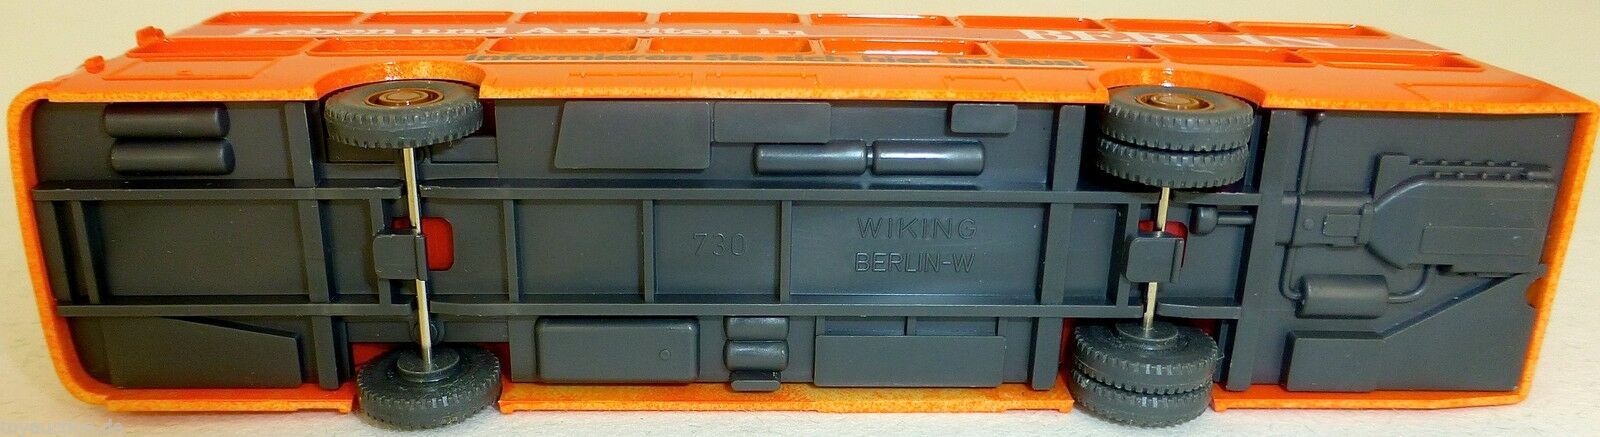 Leben und Arbeiten in BERLIN
Informieren Sie sich hier im Bus!
730
WIKING
BERLIN-W